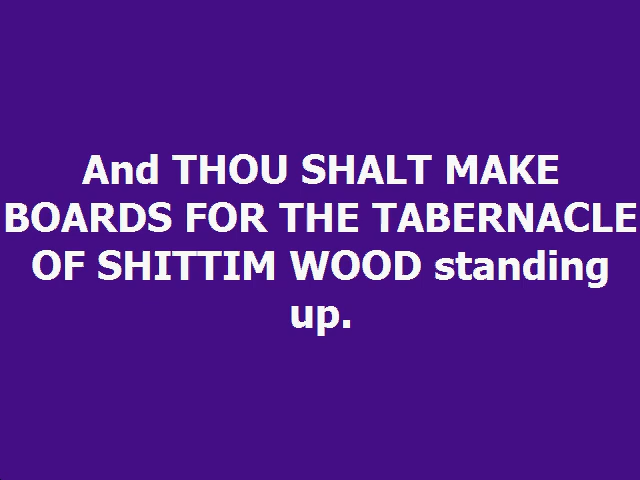 And THOU SHALT MAKE
BOARDS FOR THE TABERNACLE
OF SHITTIM WOOD standing
up.